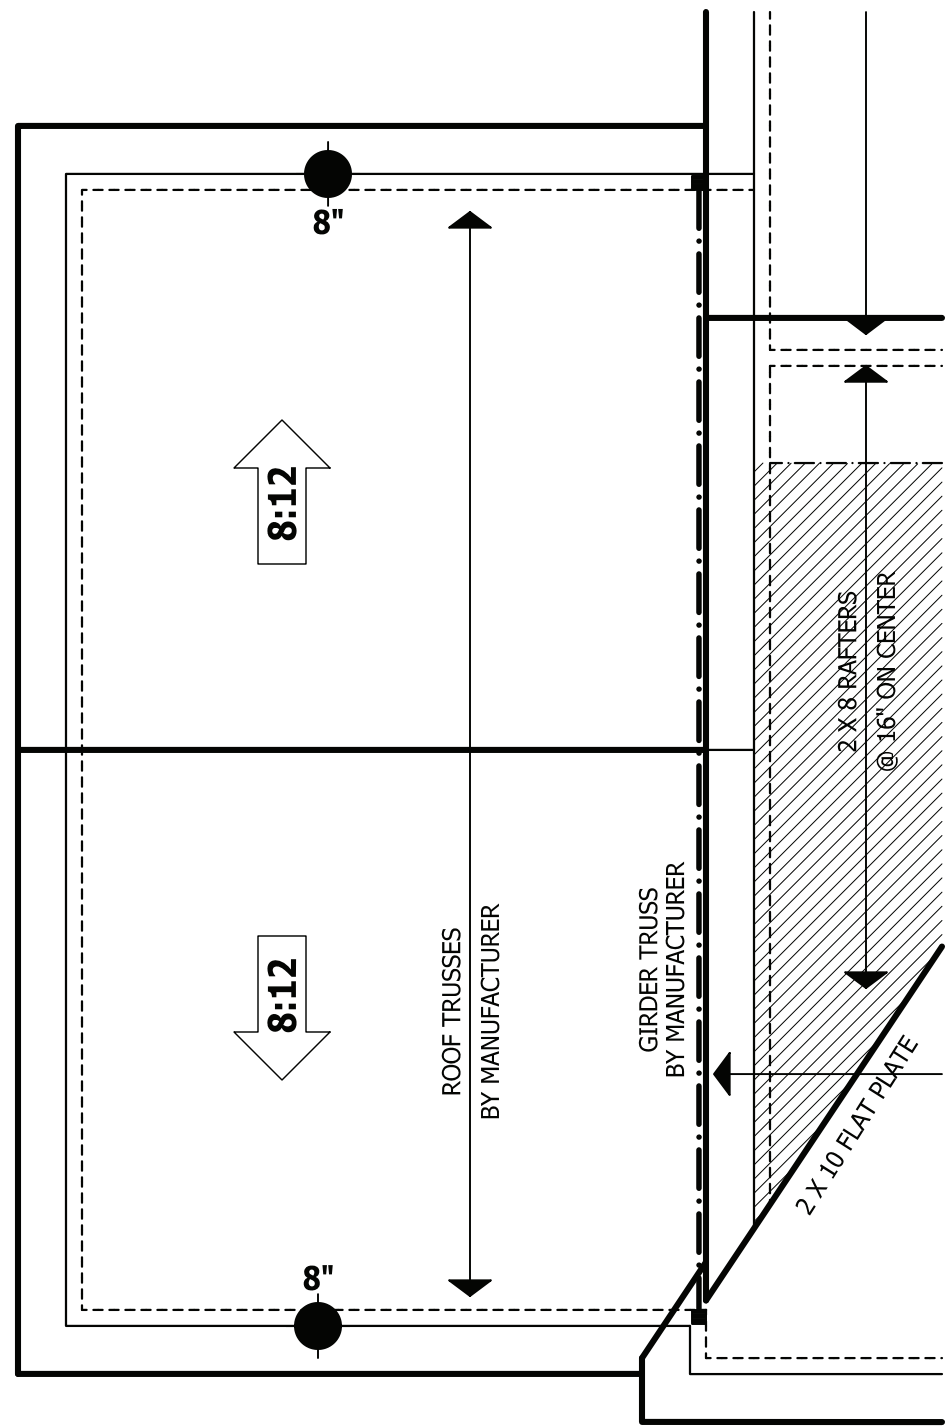 8"
8:12
2 X 8 RAFTERS
@ 16" ON CENTER
8:12
ROOF TRUSSES
BY MANUFACTURER
GIRDER TRUSS
BY MANUFACTURER
2 X 10 FLAT PLATE
8"